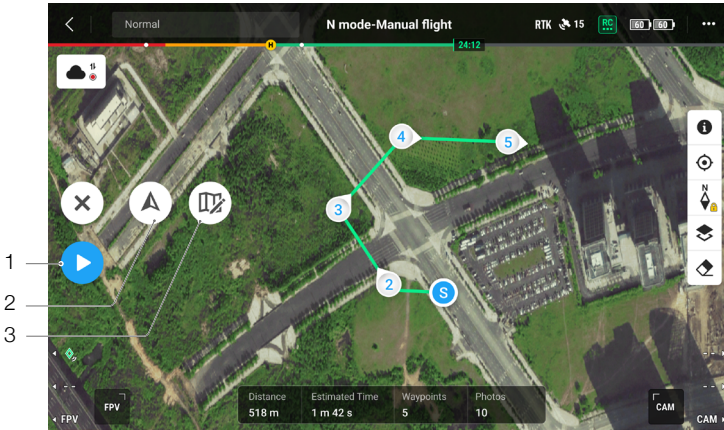 Normal
N mode-Manual flight
RTK
15
RC
60 60
H
24:12
4
5
N
3
1
2
3
2
S
Distance
518 m
Estimated Time
1 m 42 s
Waypoints
5
Photos
10
FPV
FPV
CAM
CAM